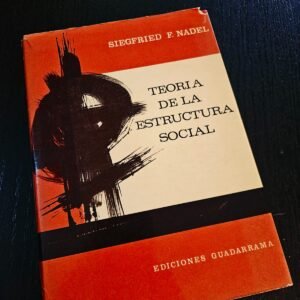 SIEGFRIED F. NADEL
TEORIA
DE LA
ESTRUCTURA
SOCIAL
EDICIONES GUADARRAMA